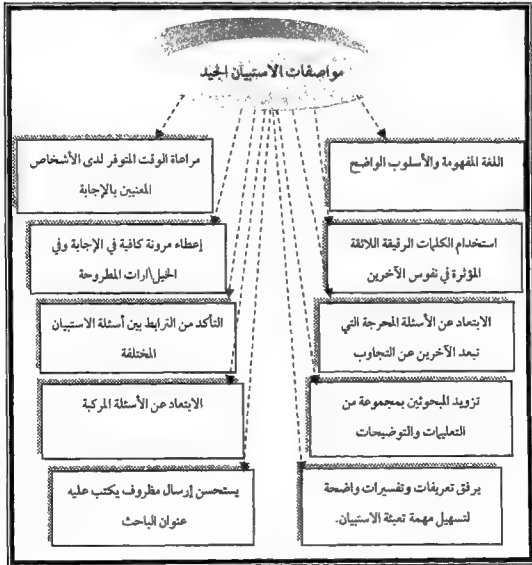 مواصفات الاستبيان الجيد
اللغة المفهومة والأسلوب الواضح
مراعاة الوقت المتوفر لدى الأشخاص
المعنيين بالإجابة
استخدام الكلمات الرقيقة اللائقة
المؤثرة في نفوس الآخرين
إعطاء مرونة كافية في الإجابة وفي
الخيل\ارات المطروحة
الابتعاد عن الأسئلة المحرجة التي
تبعد الآخرين عن التجاوب
التأكد من الترابط بين أسئلة الاستبيان
المختلفة
تزويد المبحوثين بمجموعة من
التعليمات والتوضيحات
الابتعاد عن الأسئلة المركبة
يرفق تعريفات وتفسيرات واضحة
لتسهيل مهمة تعبئة الاستبيان.
يستحسن إرسال مظروف يكتب عليه
عنوان الباحث